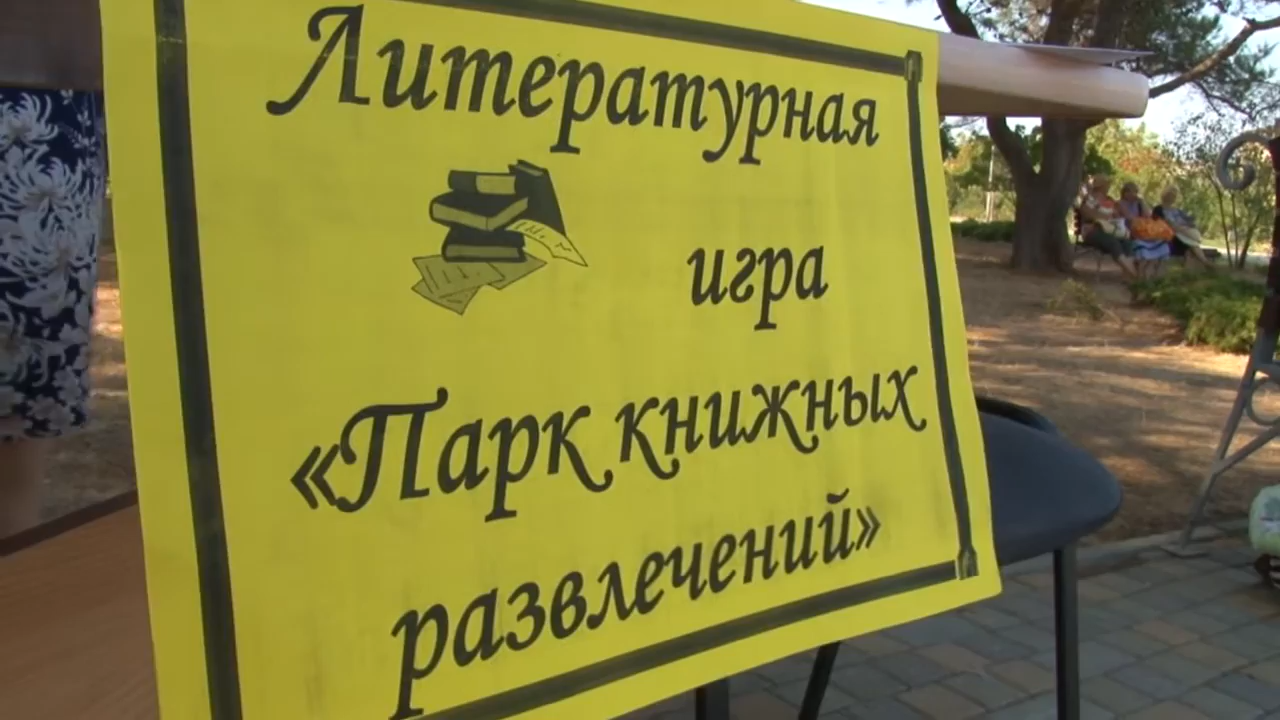 Литературная
игра
«Парк книжных
развлечений»